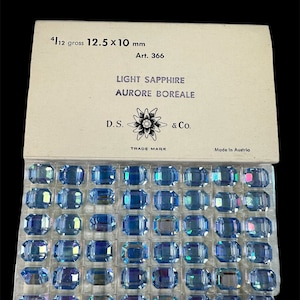 4/12 gross 12.5 x 10 mm
Art. 366
LIGHT SAPPHIRE
AURORE BOREALE
D. S. & Co.
TRADE MARK
Made in Austria